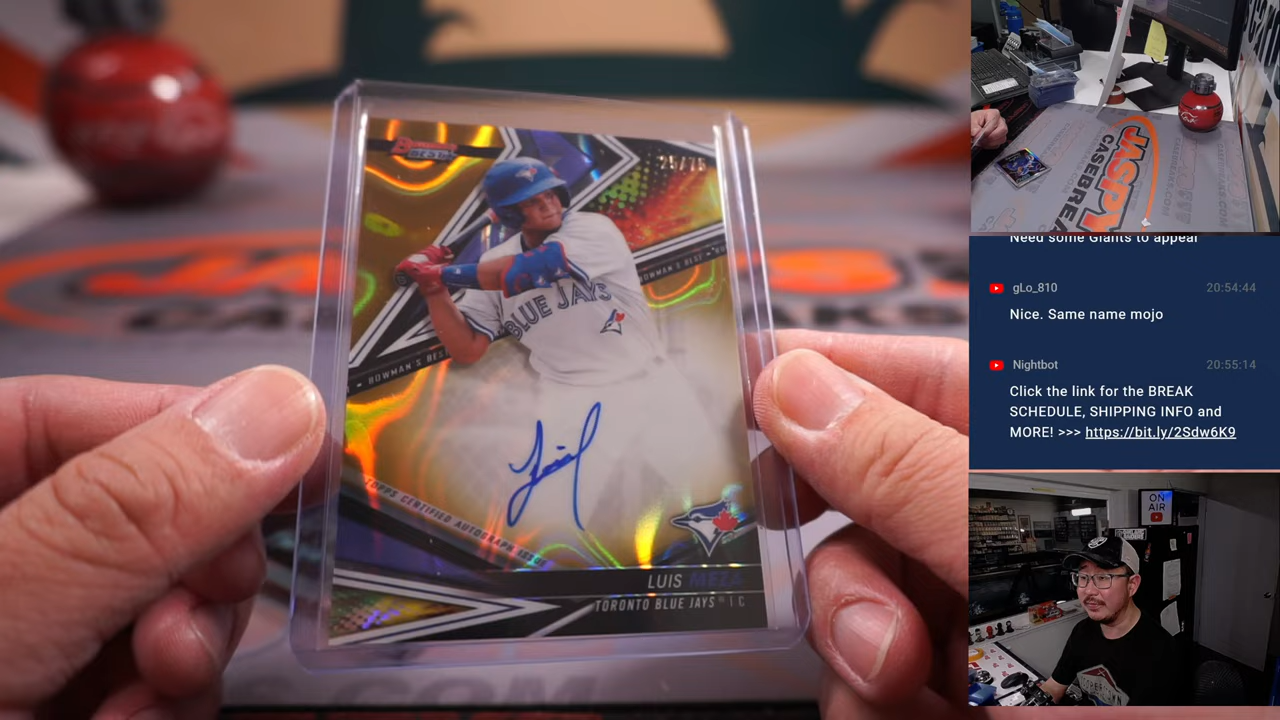 BOWMAN'S
BEST
25/75
BOWMAN'S BEST
BLUE JAYS
BOWMAN'S BEST
TOPPS CERTIFIED AUTOGRAPH ISSUE
LUIS MEZA
TORONTO BLUE JAYS | C
JASPY'S
CASEBREAKS
Need some Giants to appear
gLo_810 20:54:44
Nice. Same name mojo
Nightbot 20:55:14
Click the link for the BREAK
SCHEDULE, SHIPPING INFO and
MORE! >>> https://bit.ly/2Sdw6K9
ON
AIR